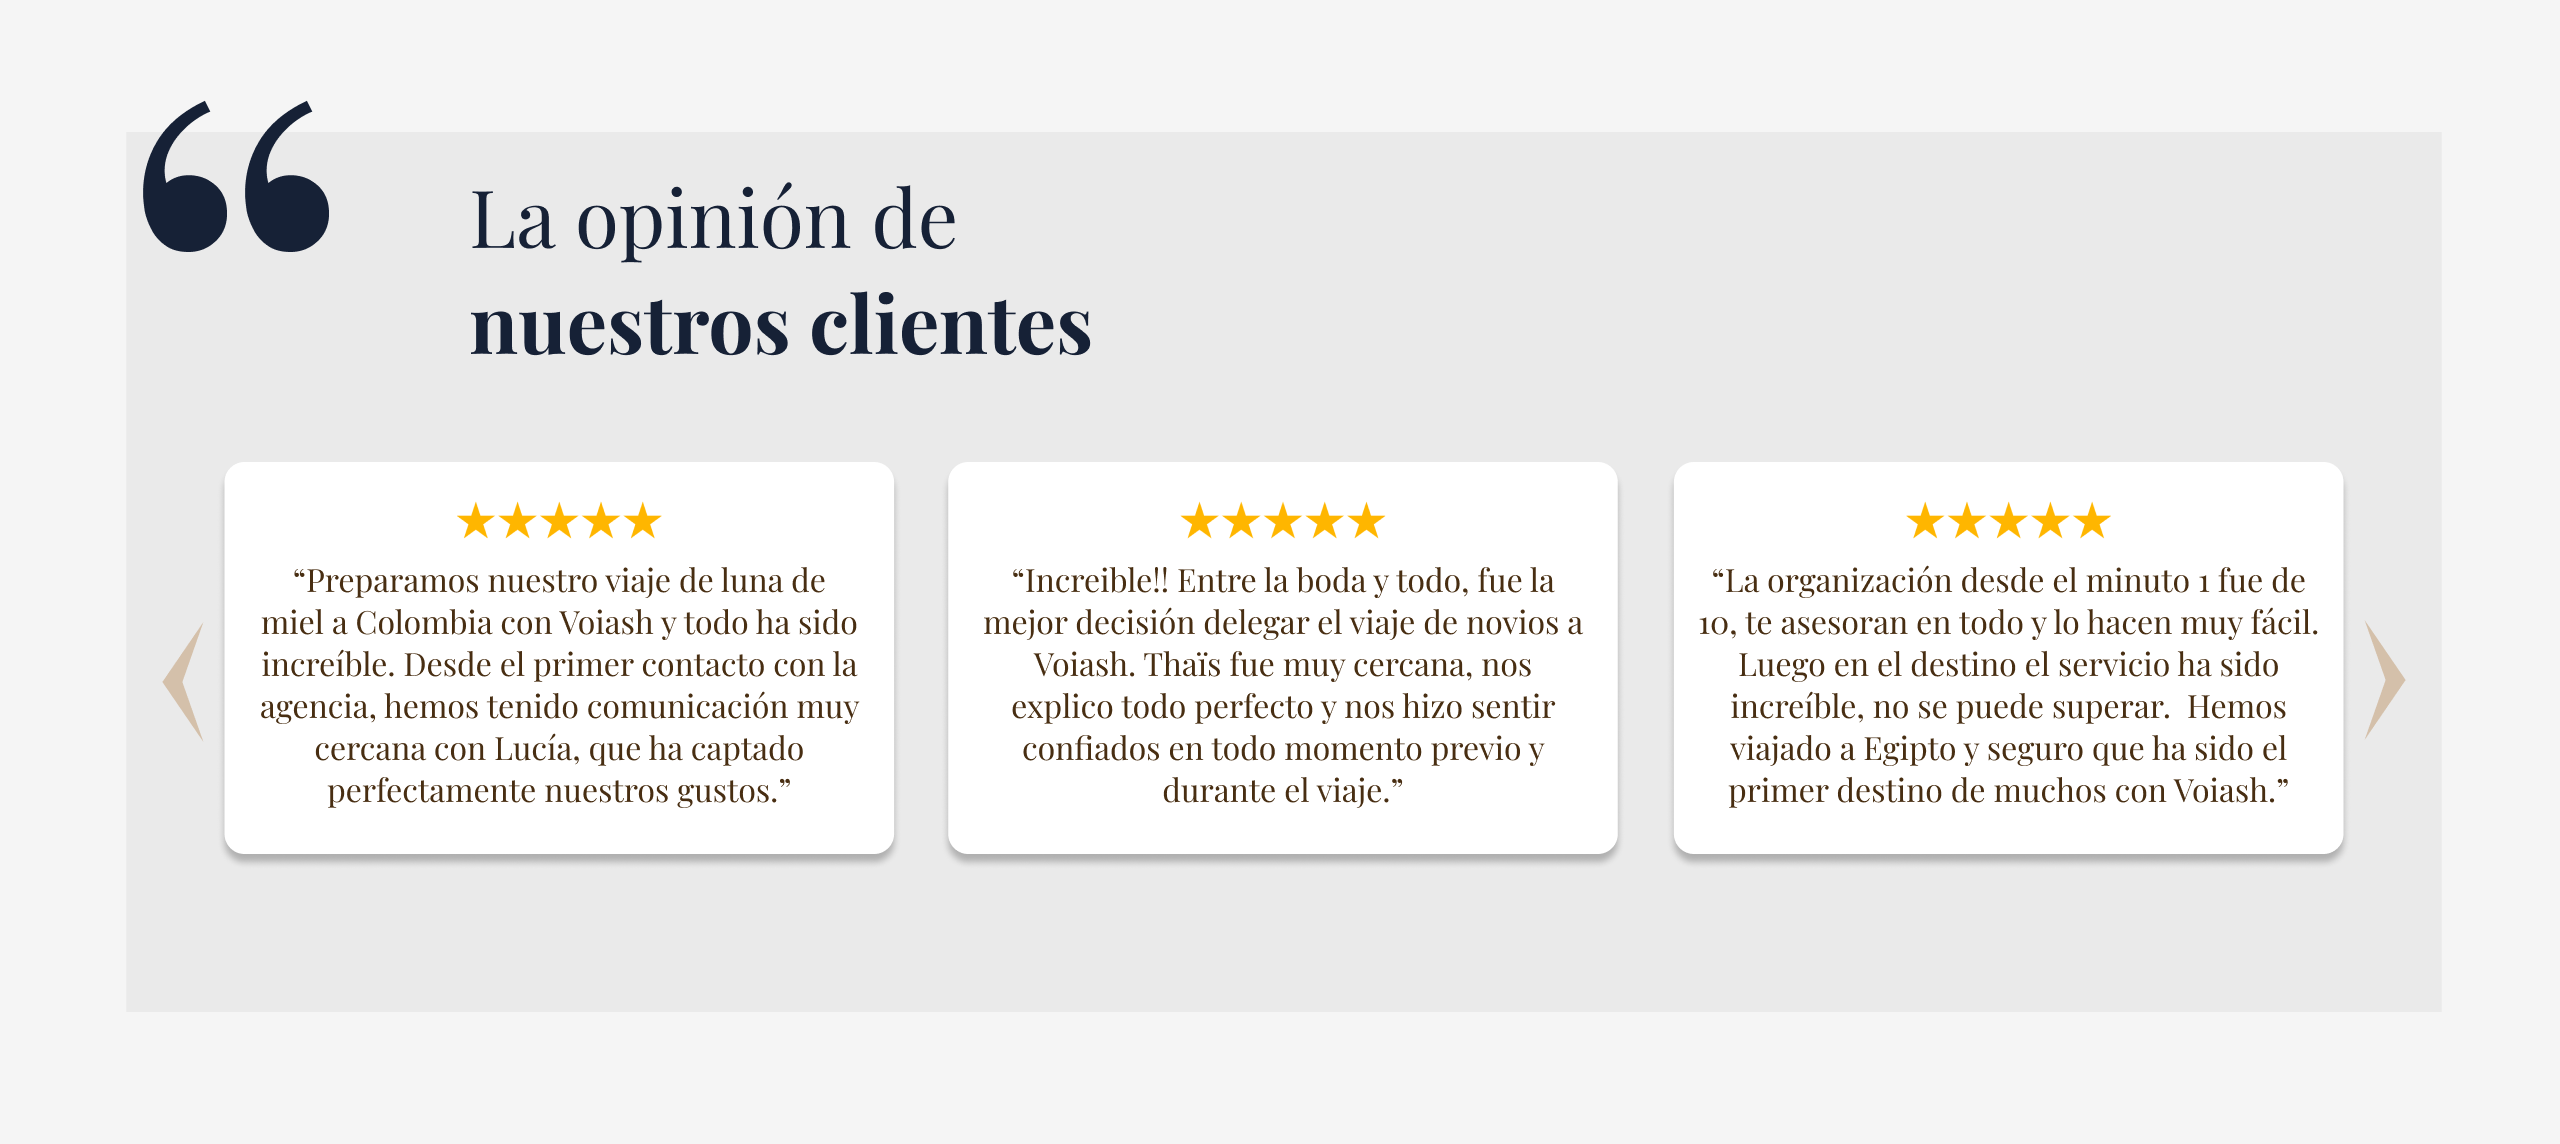 “
La opinión de
nuestros clientes
★★★★★
“Preparamos nuestro viaje de luna de
miel a Colombia con Voiash y todo ha sido
increíble. Desde el primer contacto con la
agencia, hemos tenido comunicación muy
cercana con Lucía, que ha captado
perfectamente nuestros gustos.”
★★★★★
“Increible!! Entre la boda y todo, fue la
mejor decisión delegar el viaje de novios a
Voiash. Thaïs fue muy cercana, nos
explico todo perfecto y nos hizo sentir
confiados en todo momento previo y
durante el viaje.”
★★★★★
“La organización desde el minuto 1 fue de
10, te asesoran en todo y lo hacen muy fácil.
Luego en el destino el servicio ha sido
increíble, no se puede superar.  Hemos
viajado a Egipto y seguro que ha sido el
primer destino de muchos con Voiash.”